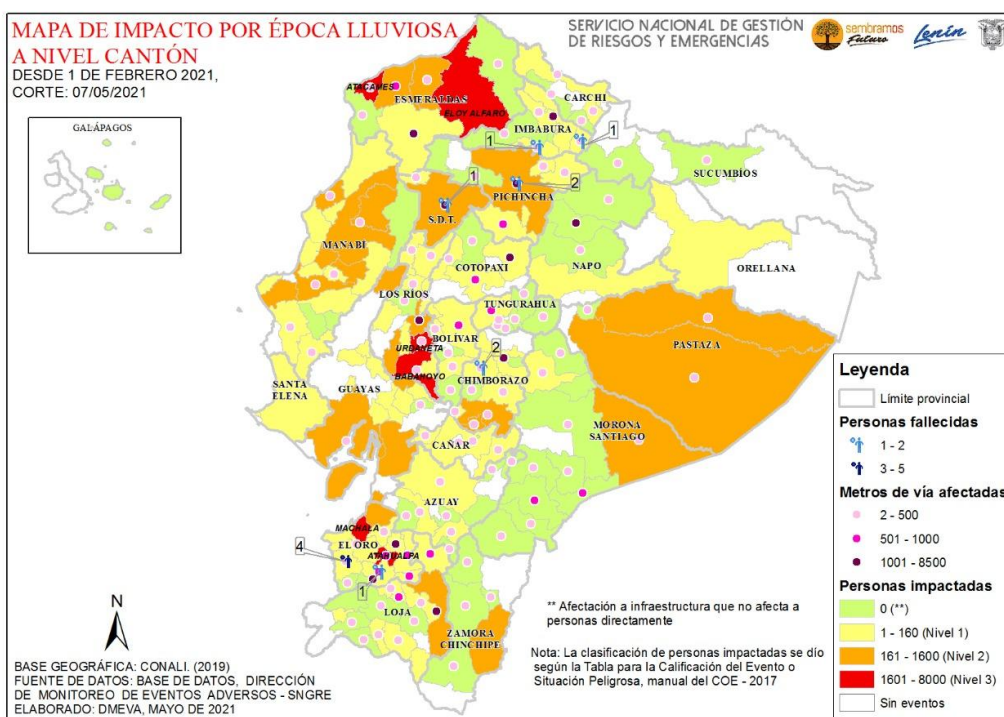 MAPA DE IMPACTO POR ÉPOCA LLUVIOSA
A NIVEL CANTÓN
DESDE 1 DE FEBRERO 2021,
CORTE: 07/05/2021
SERVICIO NACIONAL DE GESTIÓN
DE RIESGOS Y EMERGENCIAS
sembramos
Futuro
Lenín
GALÁPAGOS
ATACAMES
ESMERALDAS
ELOY ALFARO
CARCHI
IMBABURA
1
1
SUCUMBÍOS
1
PICHINCHA
2
S.D.T.
MANABÍ
NAPO
ORELLANA
COTOPAXI
LOS RÍOS
TUNGURAHUA
BOLÍVAR
URDANETA
2
PASTAZA
BABAHOYO
CHIMBORAZO
SANTA
ELENA
GUAYAS
MORONA
SANTIAGO
CAÑAR
AZUAY
MACHALA
EL ORO
4
ATAHUALPA
1
LOJA
ZAMORA
CHINCHIPE
N
Leyenda
Límite provincial
Personas fallecidas
1 - 2
3 - 5
Metros de vía afectadas
2 - 500
501 - 1000
1001 - 8500
Personas impactadas
0 (**)
1 - 160 (Nivel 1)
161 - 1600 (Nivel 2)
1601 - 8000 (Nivel 3)
Sin eventos
** Afectación a infraestructura que no afecta a
personas directamente
Nota: La clasificación de personas impactadas se dío
según la Tabla para la Calificación del Evento o
Situación Peligrosa, manual del COE - 2017
BASE GEOGRÁFICA: CONALI. (2019)
FUENTE DE DATOS: BASE DE DATOS, DIRECCIÓN
DE MONITOREO DE EVENTOS ADVERSOS - SNGRE
ELABORADO: DMEVA, MAYO DE 2021